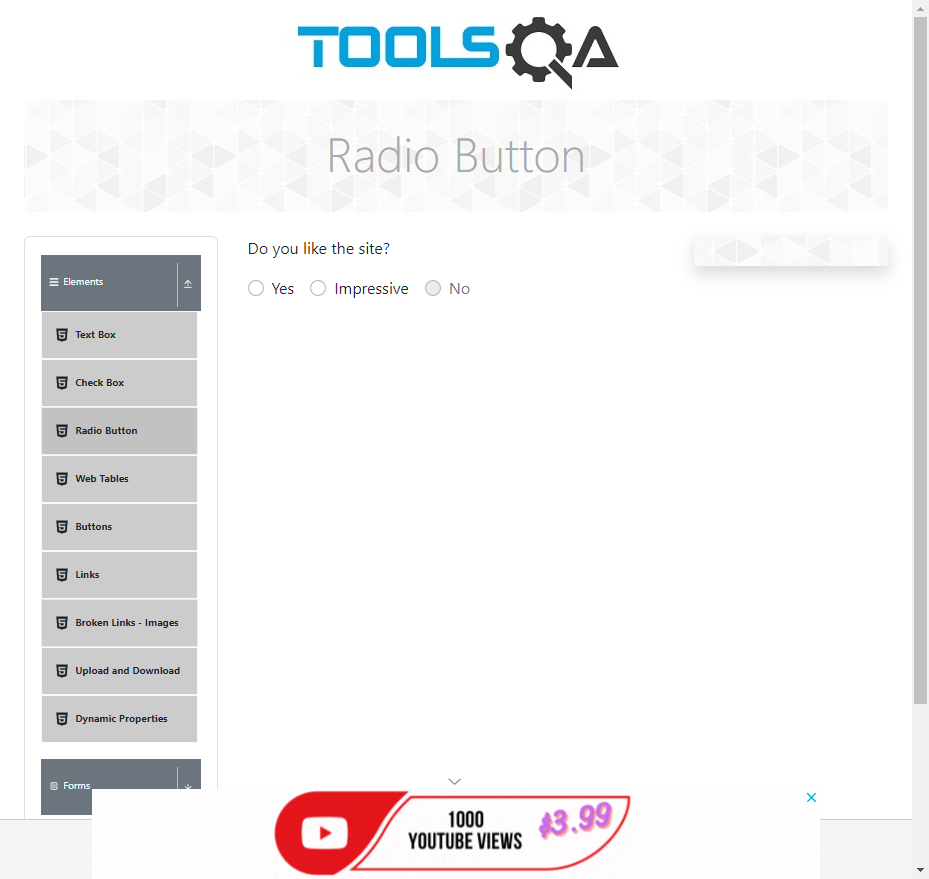 TOOLSQA
Radio Button
Do you like the site?
Yes Impressive No
Elements
Text Box
Check Box
Radio Button
Web Tables
Buttons
Links
Broken Links - Images
Upload and Download
Dynamic Properties
Forms
1000
YOUTUBE VIEWS
$3.99